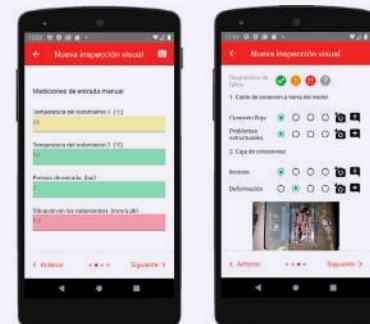 Nueva inspección visual
Mediciones de entrada manual
Temperatura del rodamiento 1 (°C)
Temperatura del rodamiento 2 (°C)
Presión de entrada (bar)
Vibración en los rodamientos (mm/s pk)
Anterior
Siguiente
Nueva inspección visual
Diagnóstico de
1. Cable de conexión a tierra del motor
Conexión floja
Problemas
estructurales
2. Caja de conexiones
Deformación
Anterior
Siguiente